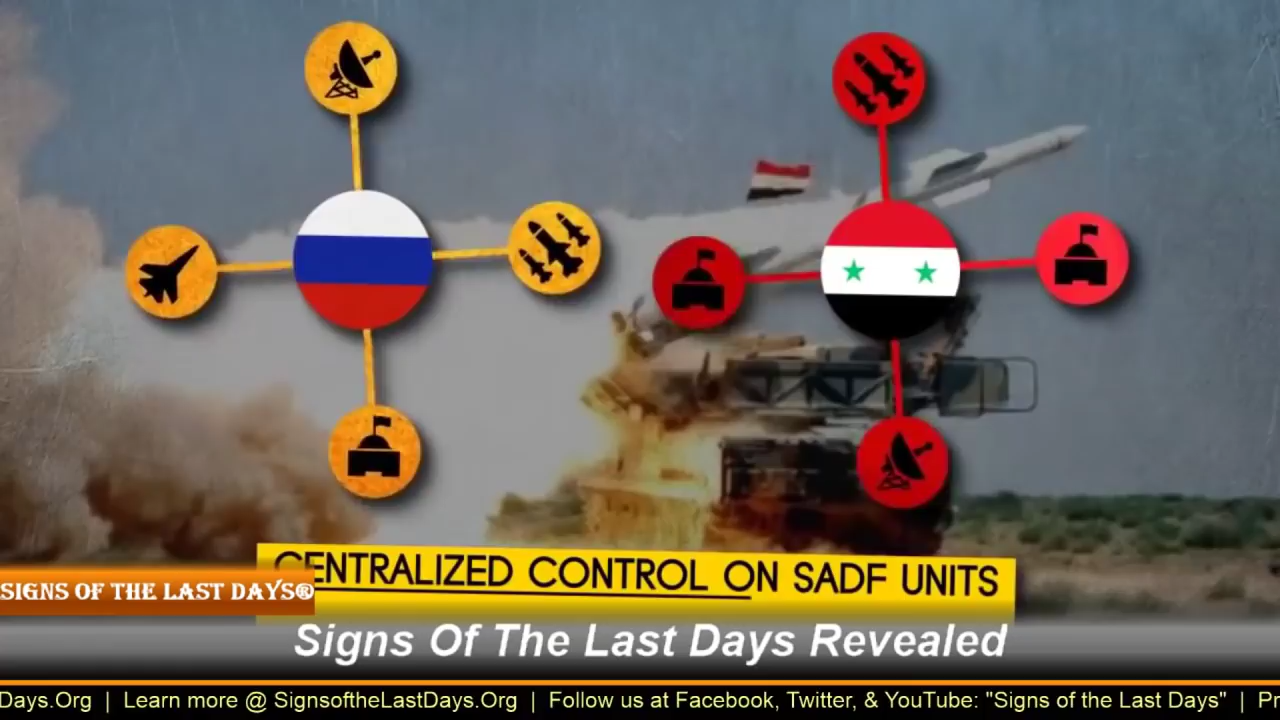 CENTRALIZED CONTROL ON SADF UNITS
SIGNS OF THE LAST DAYS®
Signs Of The Last Days Revealed
Days.Org | Learn more @ SignsoftheLastDays.Org | Follow us at Facebook, Twitter, & YouTube: "Signs of the Last Days" |